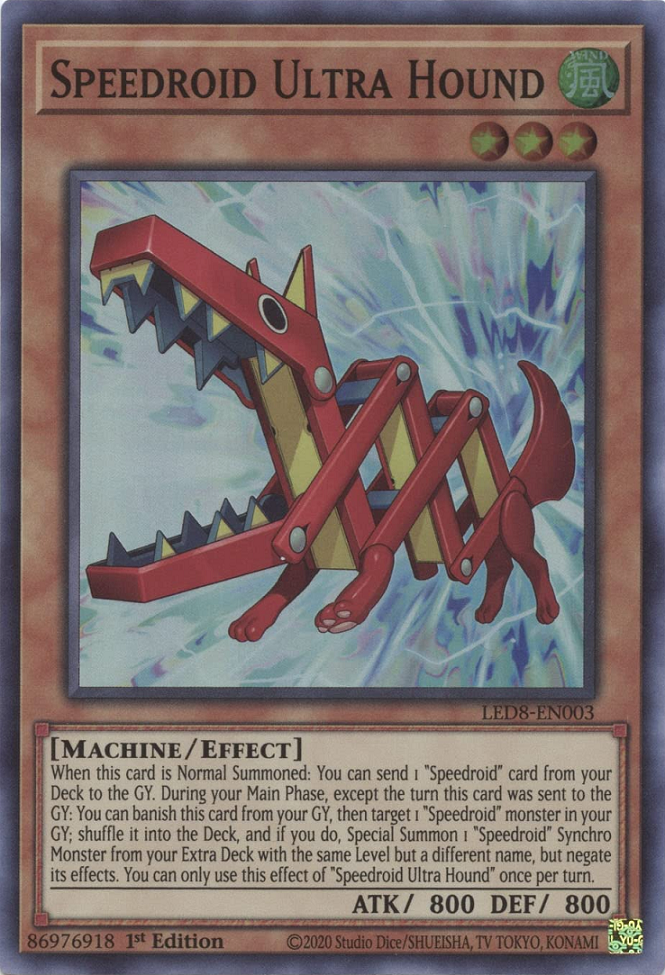 Speedroid Ultra Hound
WIND
風
LED8-EN003
[Machine/Effect]
When this card is Normal Summoned: You can send 1 "Speedroid" card from your
Deck to the GY. During your Main Phase, except the turn this card was sent to the
GY: You can banish this card from your GY, then target 1 "Speedroid" monster in your
GY; shuffle it into the Deck, and if you do, Special Summon 1 "Speedroid" Synchro
Monster from your Extra Deck with the same Level but a different name, but negate
its effects. You can only use this effect of "Speedroid Ultra Hound" once per turn.
ATK/ 800 DEF/ 800
86976918 1st Edition ©2020 Studio Dice/SHUEISHA, TV TOKYO, KONAMI